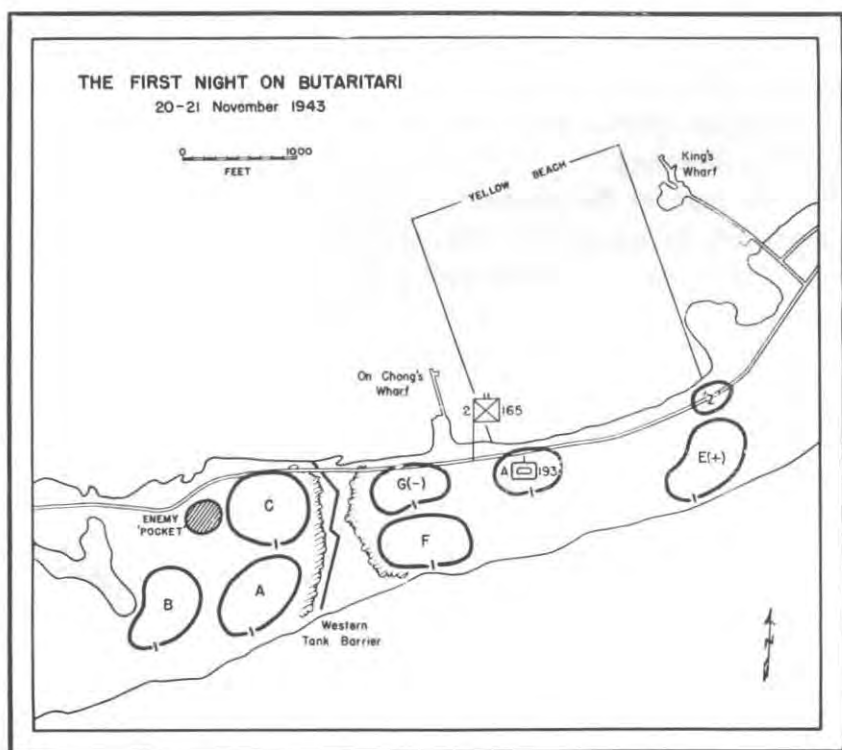 THE FIRST NIGHT ON BUTARITARI
20-21 November 1943
0 1000
FEET
YELLOW BEACH
King's
Wharf
On Chong's
Wharf
2 165
A 193
E(+)
G(-)
C
F
ENEMY
'POCKET'
B
A
Western
Tank Barrier
N